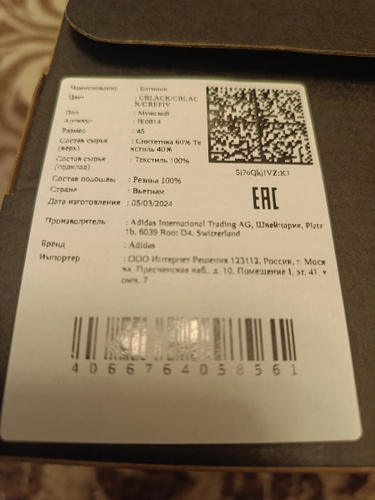 Наименование : Ботинки
Цвет : CBLACK/CBLAC
K/CREFIV
Пол : Мужской
Артикул : IE0814
Размер : 45
Состав сырья : Синтетика 60% Те
(верх) кстиль 40%
Состав сырья : Текстиль 100%
(подклад)
Состав подошвы : Резина 100%
Страна : Вьетнам
Дата изготовления : 05/03/2024
EAC
Производитель : Adidas International Trading AG, Швейцария, Platz
1b, 6039 Root D4, Switzerland
Бренд : Adidas
Импортер : ООО Интернет Решения 123112, Россия, г. Моск
ва, Пресненская наб., д. 10, Помещение I, эт. 41, к
омн. 7
4066764058561